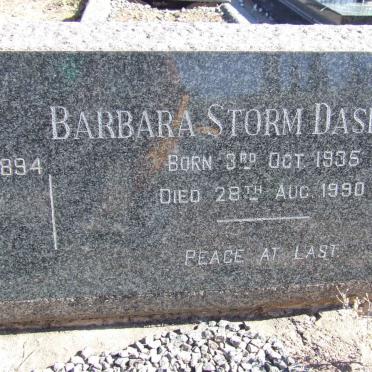 BARBARA STORM DAS
894
BORN 3RD OCT 1935
DIED 28TH AUG 1990
PEACE AT LAST